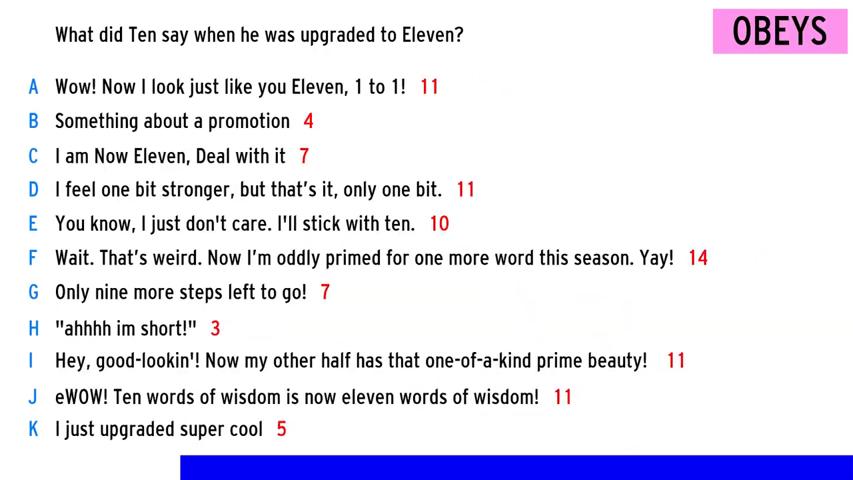 What did Ten say when he was upgraded to Eleven?
OBEYS
A Wow! Now I look just like you Eleven, 1 to 1! 11
B Something about a promotion 4
C I am Now Eleven, Deal with it 7
D I feel one bit stronger, but that's it, only one bit. 11
E You know, I just don't care. I'll stick with ten. 10
F Wait. That's weird. Now I'm oddly primed for one more word this season. Yay! 14
G Only nine more steps left to go! 7
H "ahhhh im short!" 3
I Hey, good-lookin'! Now my other half has that one-of-a-kind prime beauty! 11
J eWOW! Ten words of wisdom is now eleven words of wisdom! 11
K I just upgraded super cool 5